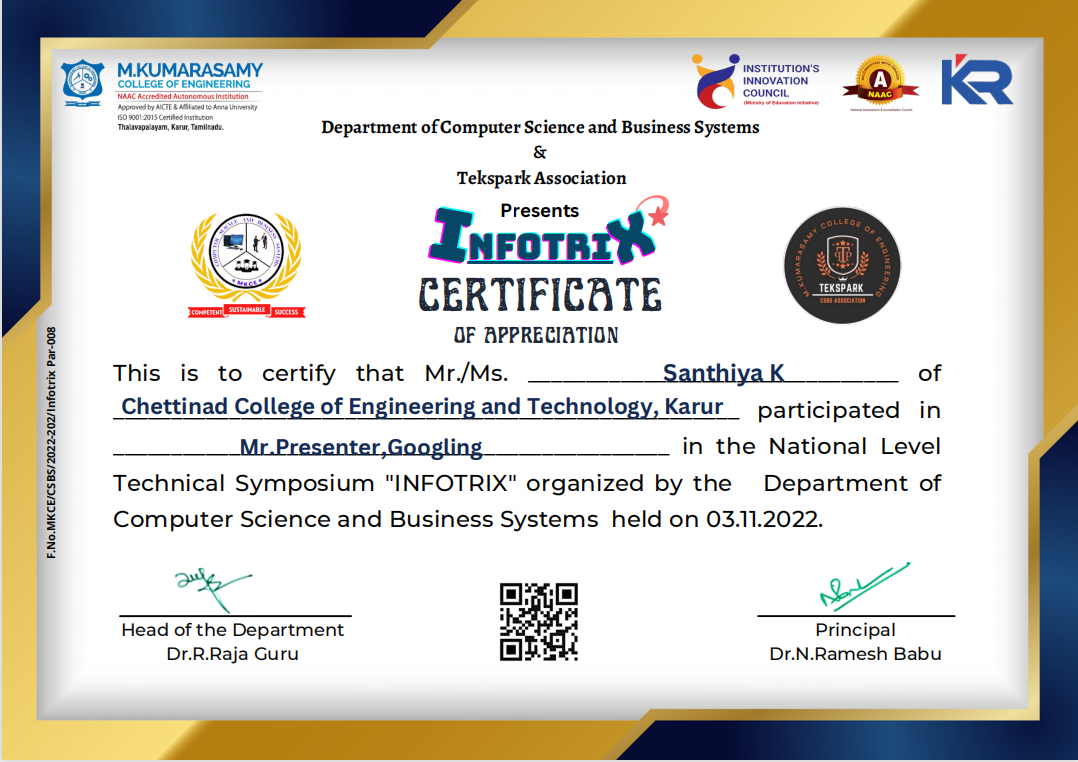 M.KUMARASAMY
COLLEGE OF ENGINEERING
NAAC Accredited Autonomous Institution
Approved by AICTE & Affiliated to Anna University
ISO 9001:2015 Certified Institution
Thalavapalayam, Karur, Tamilnadu.
INSTITUTION'S
INNOVATION
COUNCIL
(Ministry of Education Initiative)
A
NAAC
KR
Department of Computer Science and Business Systems
&
Tekspark Association
Presents
INFOTRIX
CERTIFICATE
OF APPRECIATION
COMPUTER SCIENCE AND BUSINESS SYSTEMS
MKCE
COMPETENT SUSTAINABLE SUCCESS
M.KUMARASAMY COLLEGE OF ENGINEERING
TEKSPARK
CSBS ASSOCIATION
This is to certify that Mr./Ms. Santhiya K of
Chettinad College of Engineering and Technology, Karur participated in
Mr.Presenter,Googling in the National Level
Technical Symposium "INFOTRIX" organized by the Department of
Computer Science and Business Systems held on 03.11.2022.
Head of the Department
Dr.R.Raja Guru
Principal
Dr.N.Ramesh Babu
F.No.MKCE/CSBS/2022-202/Infotrix Par-008